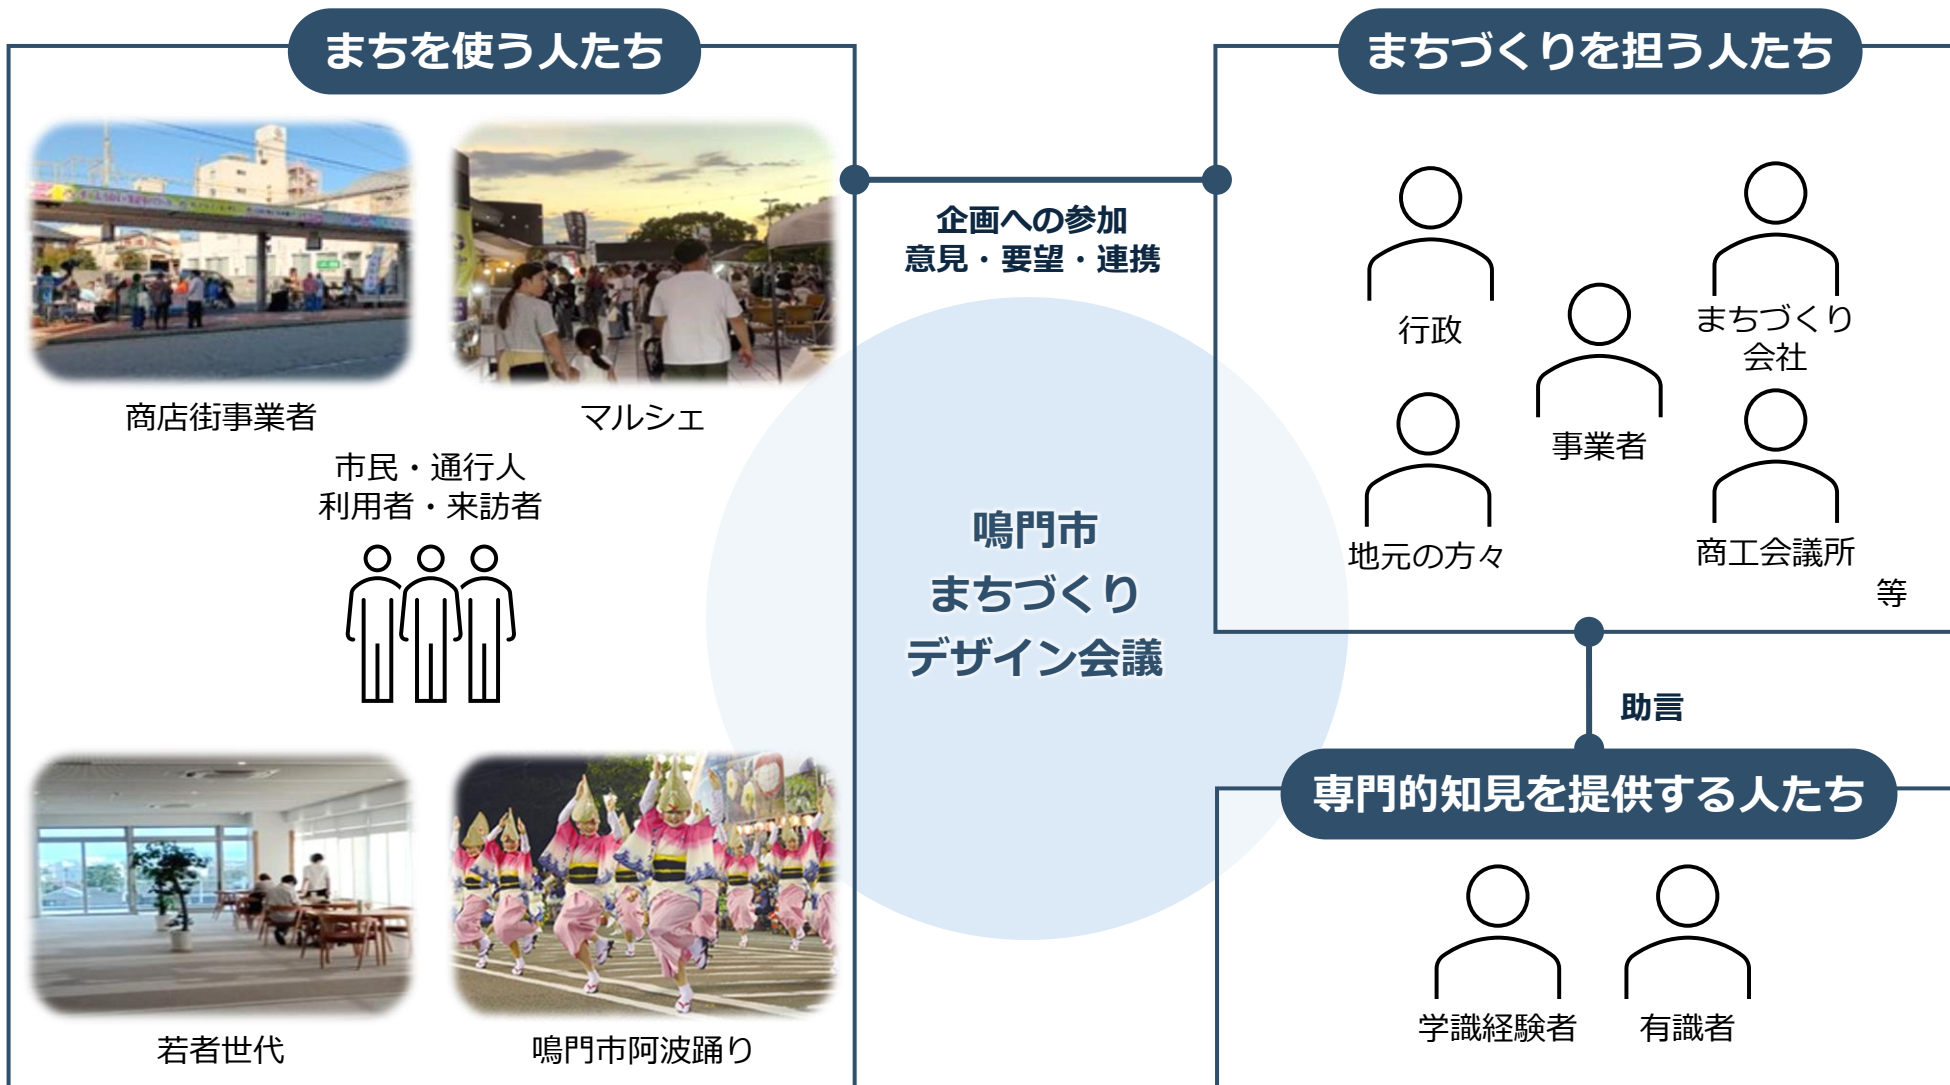 まちを使う人たち
商店街事業者
マルシェ
市民・通行人
利用者・来訪者
若者世代
鳴門市阿波踊り
企画への参加
意見・要望・連携
鳴門市
まちづくり
デザイン会議
まちづくりを担う人たち
行政
まちづくり
会社
事業者
地元の方々
商工会議所
等
助言
専門的知見を提供する人たち
学識経験者
有識者